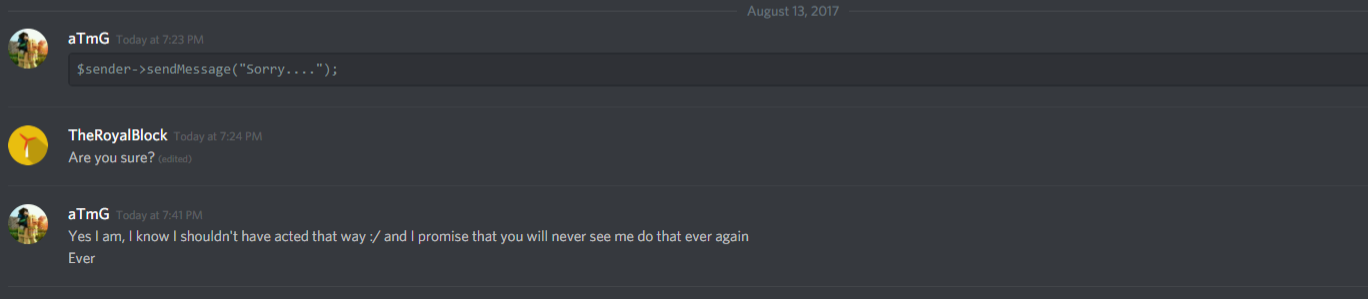 August 13, 2017
aTmG Today at 7:23 PM
$sender->sendMessage("Sorry....");
TheRoyalBlock Today at 7:24 PM
Are you sure? (edited)
aTmG Today at 7:41 PM
Yes I am, I know I shouldn't have acted that way :/ and I promise that you will never see me do that ever again
Ever